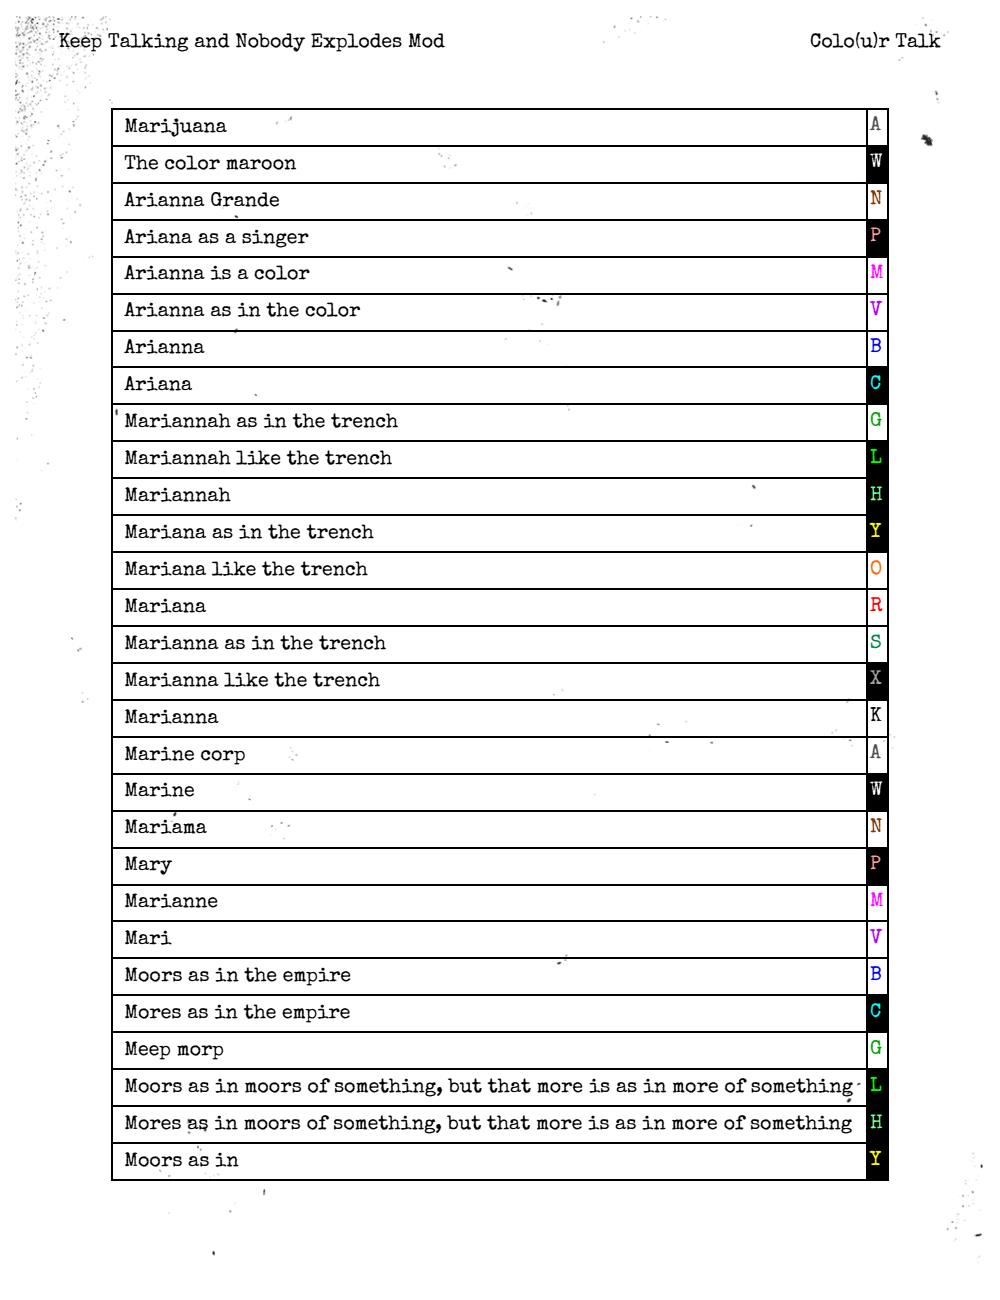 Keep Talking and Nobody Explodes Mod Colo(u)r Talk
Marijuana A
The color maroon W
Arianna Grande N
Ariana as a singer P
Arianna is a color M
Arianna as in the color V
Arianna B
Ariana C
Mariannah as in the trench G
Mariannah like the trench L
Mariannah H
Mariana as in the trench Y
Mariana like the trench O
Mariana R
Marianna as in the trench S
Marianna like the trench X
Marianna K
Marine corp A
Marine W
Mariama N
Mary P
Marianne M
Mari V
Moors as in the empire B
Mores as in the empire C
Meep morp G
Moors as in moors of something, but that more is as in more of something L
Mores as in moors of something, but that more is as in more of something H
Moors as in Y